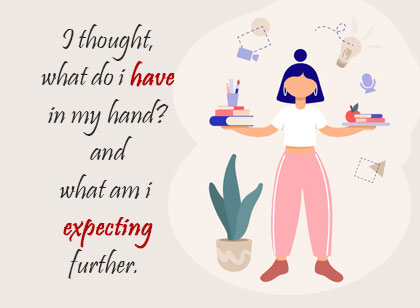 I thought,
what do i have
in my hand?
and
what am i
expecting
further.